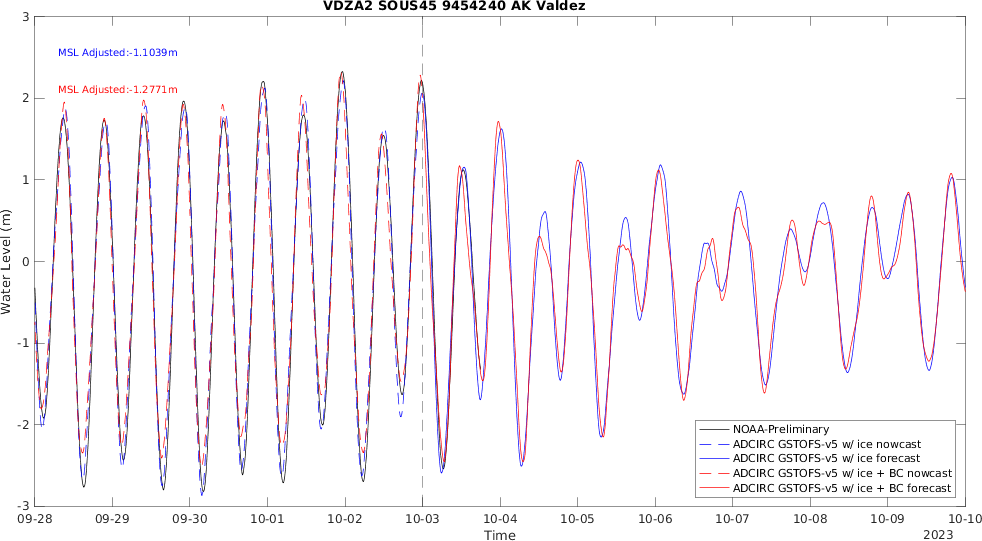 VDZA2 SOUS45 9454240 AK Valdez
3
MSL Adjusted:-1.1039m
MSL Adjusted:-1.2771m
2
1
0
-1
-2
-3
Water Level (m)
NOAA-Preliminary
ADCIRC GSTOFS-v5 w/ ice nowcast
ADCIRC GSTOFS-v5 w/ ice forecast
ADCIRC GSTOFS-v5 w/ ice + BC nowcast
ADCIRC GSTOFS-v5 w/ ice + BC forecast
09-28 09-29 09-30 10-01 10-02 10-03 10-04 10-05 10-06 10-07 10-08 10-09 10-10
Time
2023